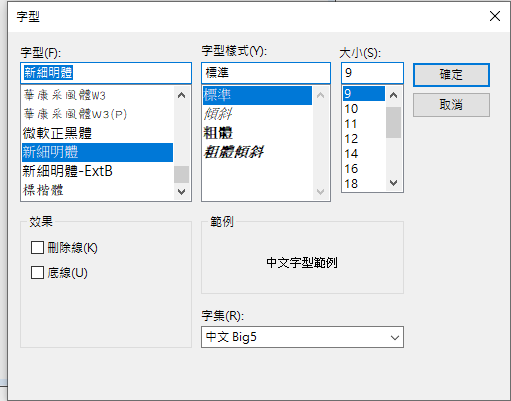 字型
字型(F):
新細明體
華康采風體W3
華康采風體W3(P)
微軟正黑體
新細明體
新細明體-ExtB
標楷體
字型樣式(Y):
標準
標準
傾斜
粗體
粗體傾斜
大小(S):
9
9
10
11
12
14
16
18
確定
取消
效果
刪除線(K)
底線(U)
範例
中文字型範例
字集(R):
中文 Big5